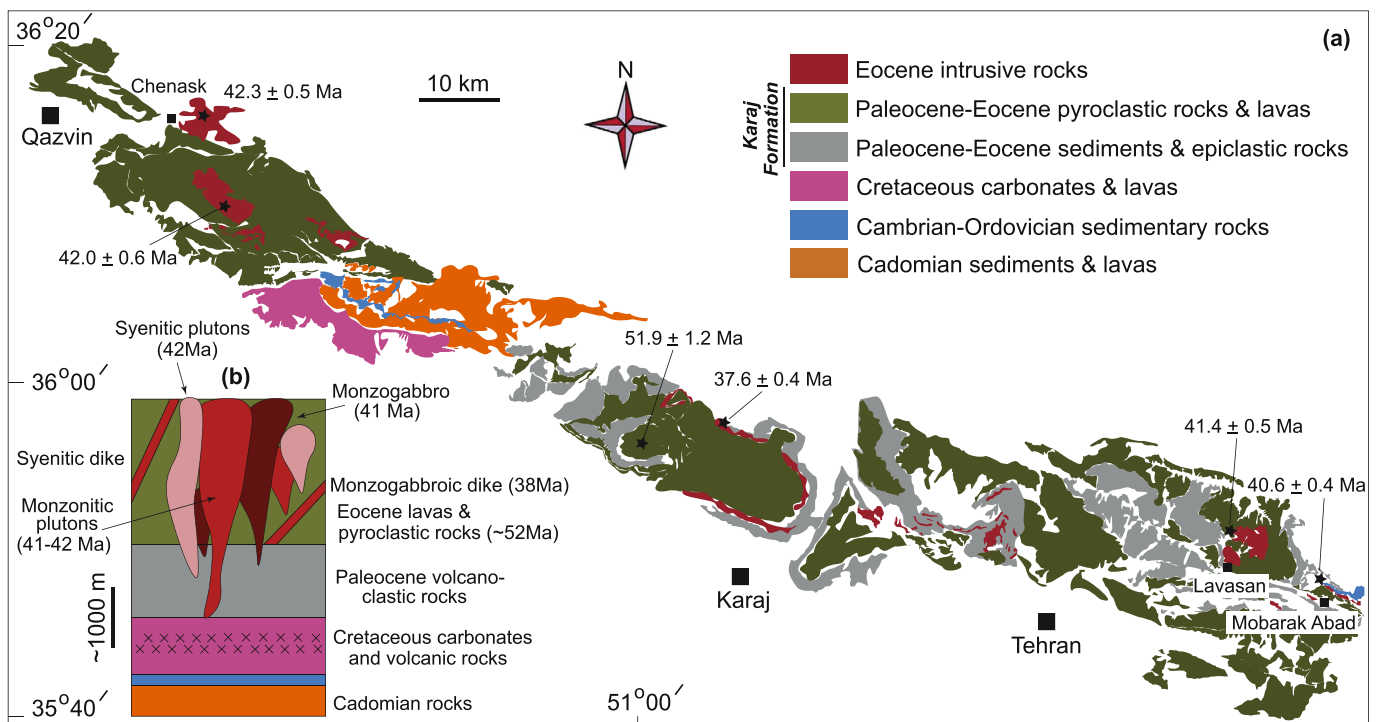 (a)
36°20′
Chenask
42.3 ± 0.5 Ma
Qazvin
10 km
N
Karaj
Formation
Eocene intrusive rocks
Paleocene-Eocene pyroclastic rocks & lavas
Paleocene-Eocene sediments & epiclastic rocks
Cretaceous carbonates & lavas
Cambrian-Ordovician sedimentary rocks
Cadomian sediments & lavas
42.0 ± 0.6 Ma
51.9 ± 1.2 Ma
37.6 ± 0.4 Ma
41.4 ± 0.5 Ma
40.6 ± 0.4 Ma
36°00′
Karaj
Tehran
Lavasan
Mobarak Abad
35°40′
51°00′
(b)
Syenitic plutons
(42Ma)
Monzogabbro
(41 Ma)
Syenitic dike
Monzonitic
plutons
(41-42 Ma)
Monzogabbroic dike (38Ma)
Eocene lavas &
pyroclastic rocks (~52Ma)
Paleocene volcano-
clastic rocks
Cretaceous carbonates
and volcanic rocks
Cadomian rocks
~1000 m